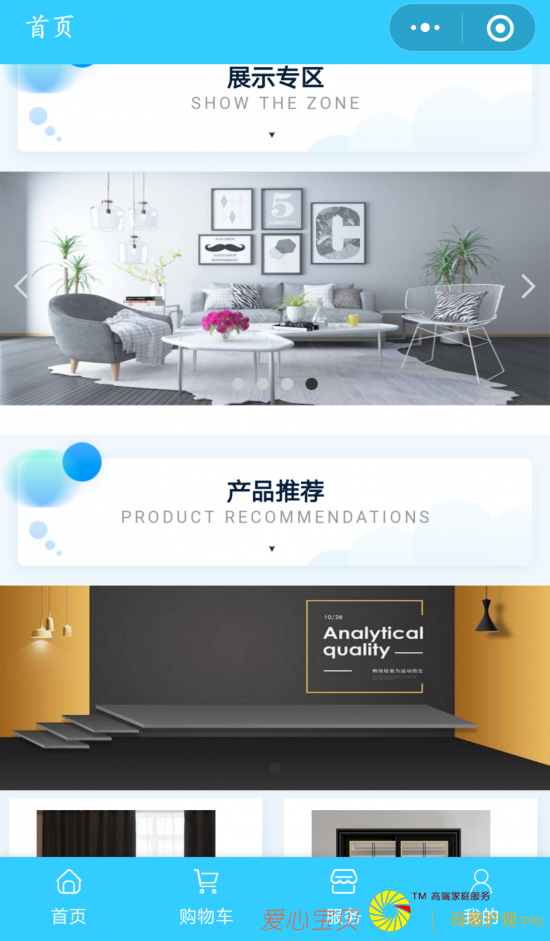 首页
展示专区
SHOW THE ZONE
5
C
产品推荐
PRODUCT RECOMMENDATIONS
10/28
Analytical
quality
首页
购物车
服务
我的
爱心宝贝
TM 高端家庭服务